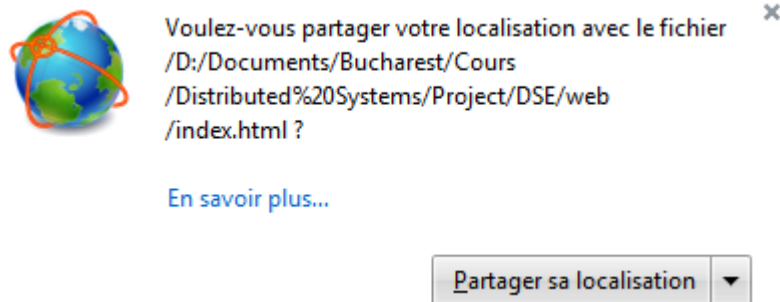 Voulez-vous partager votre localisation avec le fichier
/D:/Documents/Bucharest/Cours
/Distributed%20Systems/Project/DSE/web
/index.html ?
En savoir plus...
Partager sa localisation